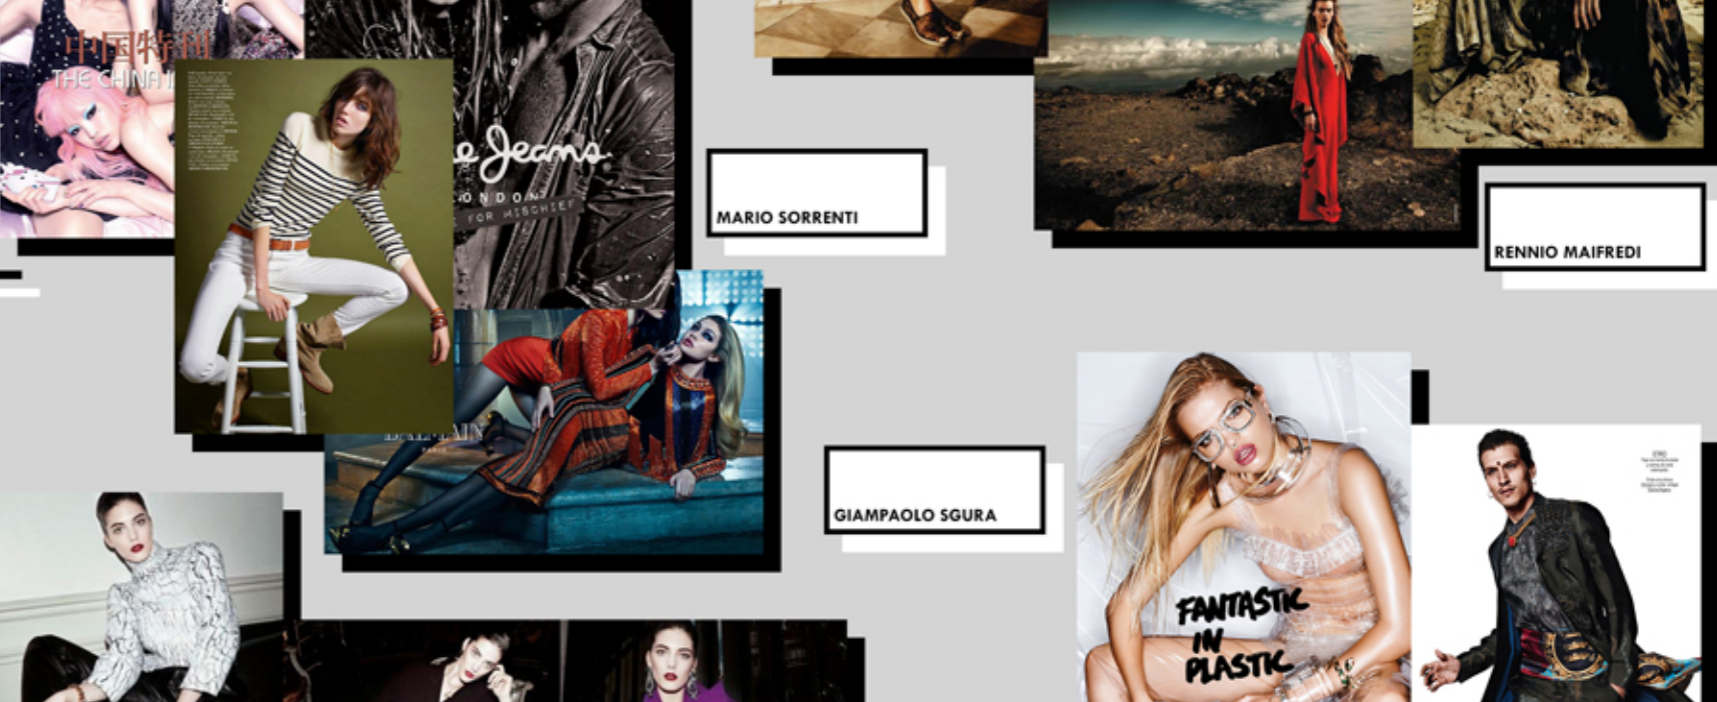 中国特刊
THE CHINA I
e Jeans
LONDON
FOR MISCHIEF
MARIO SORRENTI
RENNIO MAIFREDI
BALMAIN
GIAMPAOLO SGURA
FANTASTIC
IN
PLASTIC